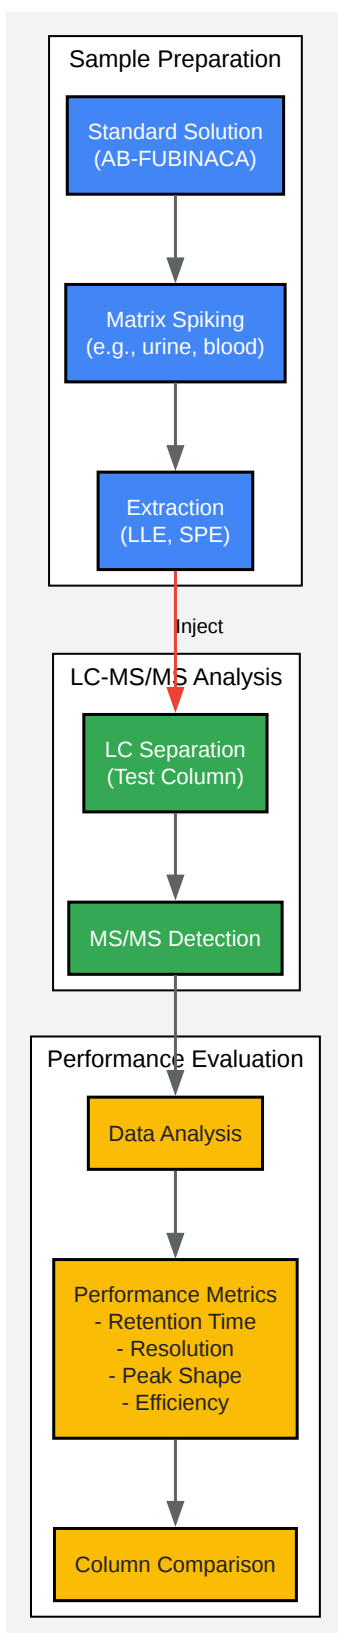 Sample Preparation
Standard Solution
(AB-FUBINACA)
Matrix Spiking
(e.g., urine, blood)
Extraction
(LLE, SPE)
Inject
LC-MS/MS Analysis
LC Separation
(Test Column)
MS/MS Detection
Performance Evaluation
Data Analysis
Performance Metrics
- Retention Time
- Resolution
- Peak Shape
- Efficiency
Column Comparison